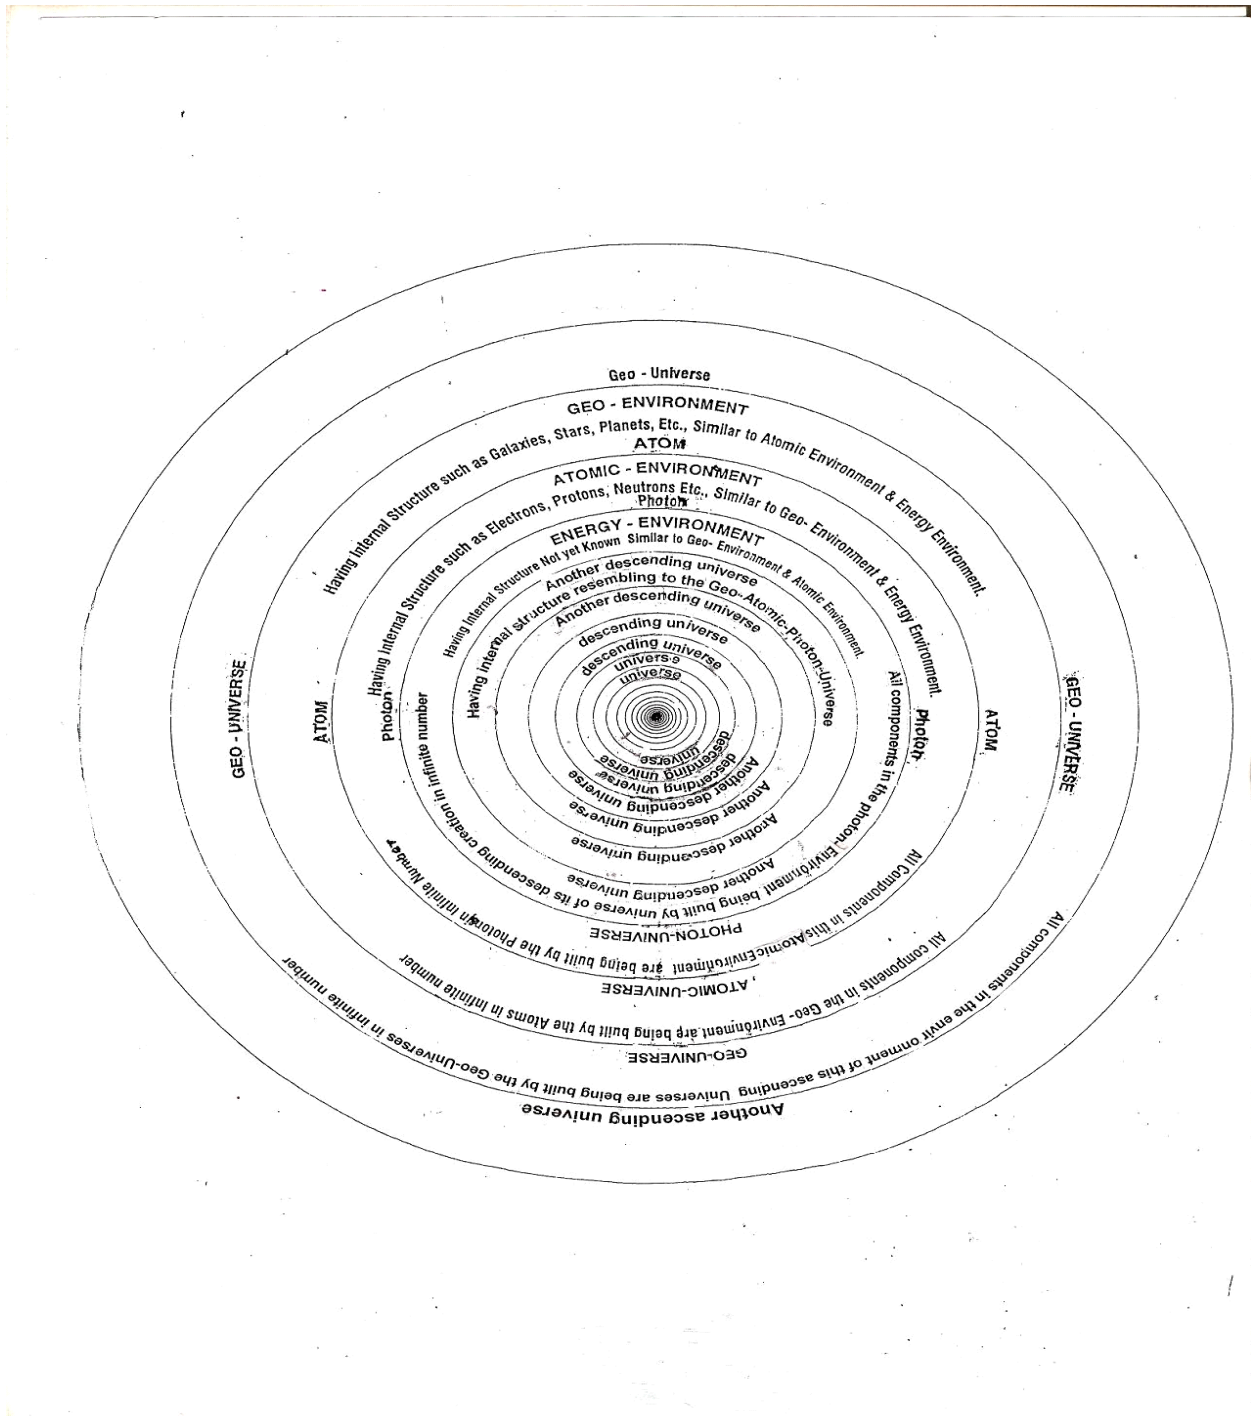 Geo - Universe
GEO - ENVIRONMENT
Having Internal Structure such as Galaxies, Stars, Planets, Etc., Similar to Atomic Environment & Energy Environment.
ATOM
ATOMIC - ENVIRONMENT
Having Internal Structure such as Electrons, Protons, Neutrons Etc., Similar to Geo- Environment & Energy Environment.
Photon
ENERGY - ENVIRONMENT
Having Internal Structure Not yet Known Similar to Geo- Environment & Atomic Environment.
Another descending universe
Having internal structure resembling to the Geo-Atomic-Photon-Universe
Another descending universe
descending universe
descending universe
universe
universe
GEO - UNIVERSE
ATOM
Photon
Photon
ATOM
GEO - UNIVERSE
universe
descending universe
descending universe
Another descending universe
Another descending universe
Another descending universe
Another descending universe
All components in the photon-Environment being built by universe of its descending creation in infinite number
PHOTON-UNIVERSE
All Components in this Atomic Environment are being built by the Photons in Infinite Number
ATOMIC-UNIVERSE
All components in the Geo- Environment are being built by the Atoms in Infinite number
GEO-UNIVERSE
All components in the environment of this ascending Universes are being built by the Geo-Universes in infinite number
Another ascending universe